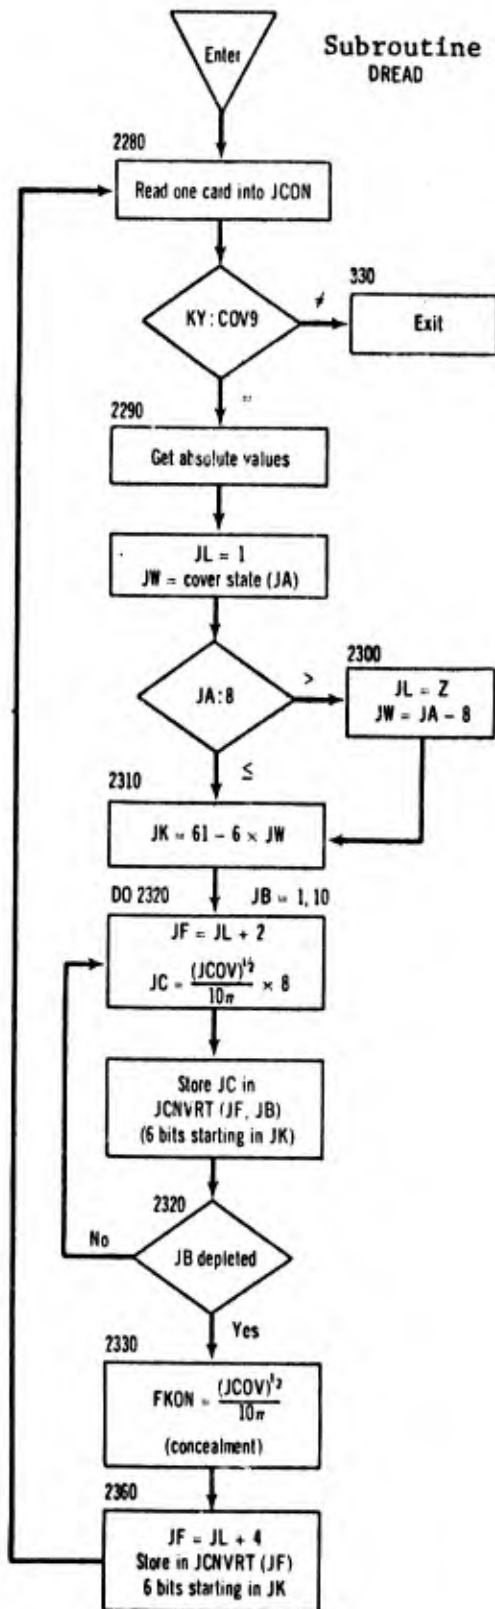 Subroutine
DREAD
Enter
2280
Read one card into JCON
KY : COV9
≠
330
Exit
=
2290
Get absolute values
JL = 1
JW = cover state (JA)
JA:8
>
2300
JL = Z
JW = JA – 8
≤
2310
JK = 61 – 6 × JW
DO 2320 JB = 1, 10
JF = JL + 2
JC = (JCOV)^½ / 10π × 8
Store JC in
JCNVRT (JF, JB)
(6 bits starting in JK)
2320
No
JB depleted
Yes
2330
FKON = (JCOV)^½ / 10π
(concealment)
2360
JF = JL + 4
Store in JCNVRT (JF)
6 bits starting in JK